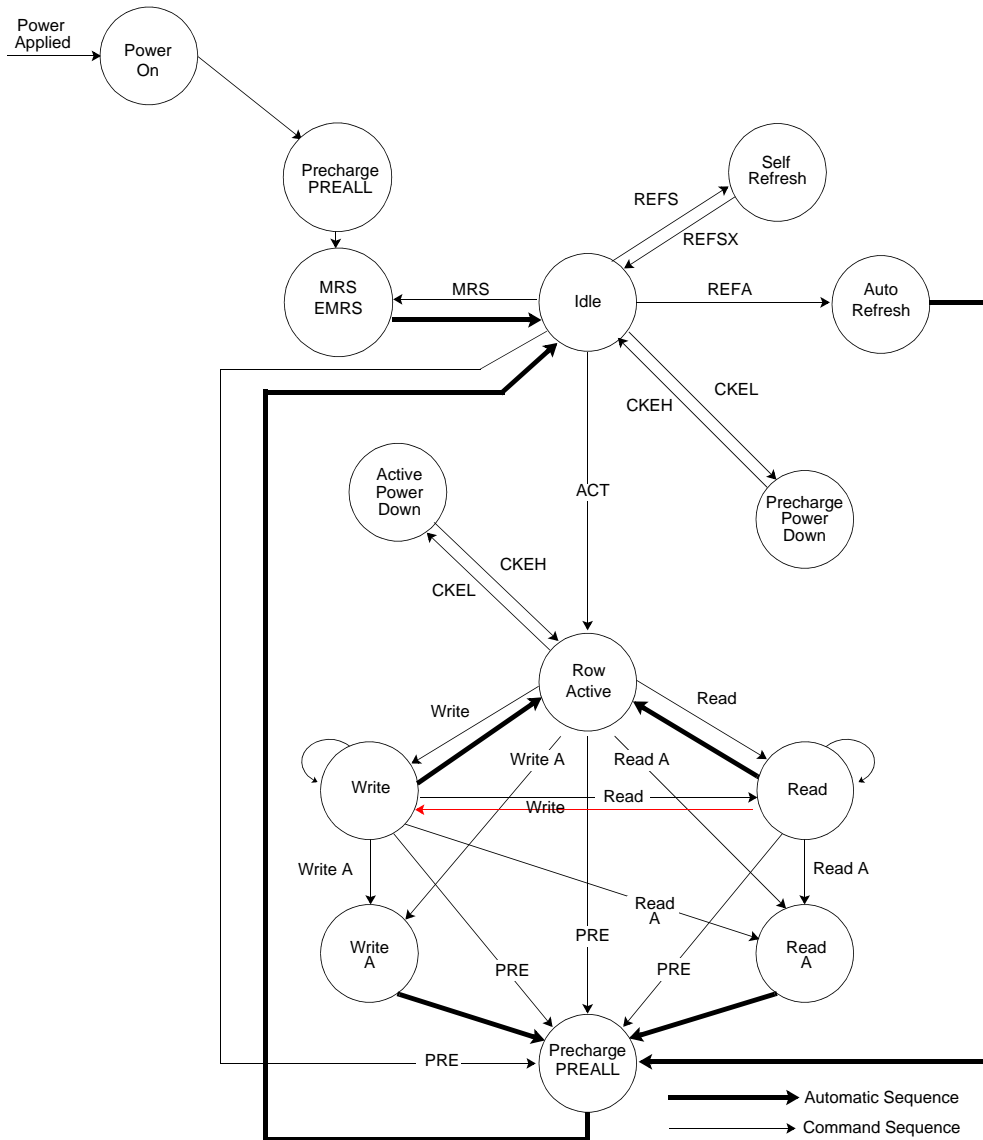 Power
Applied
Power
On
Precharge
PREALL
Self
Refresh
REFS
REFSX
MRS
EMRS
MRS
Idle
REFA
Auto
Refresh
CKEL
CKEH
Active
Power
Down
ACT
Precharge
Power
Down
CKEH
CKEL
Row
Active
Write
Read
Write A
Read A
Write
Read
Write
Read
Write A
Read A
Read
A
Write
A
PRE
Read
A
PRE
PRE
Precharge
PREALL
PRE
Automatic Sequence
Command Sequence